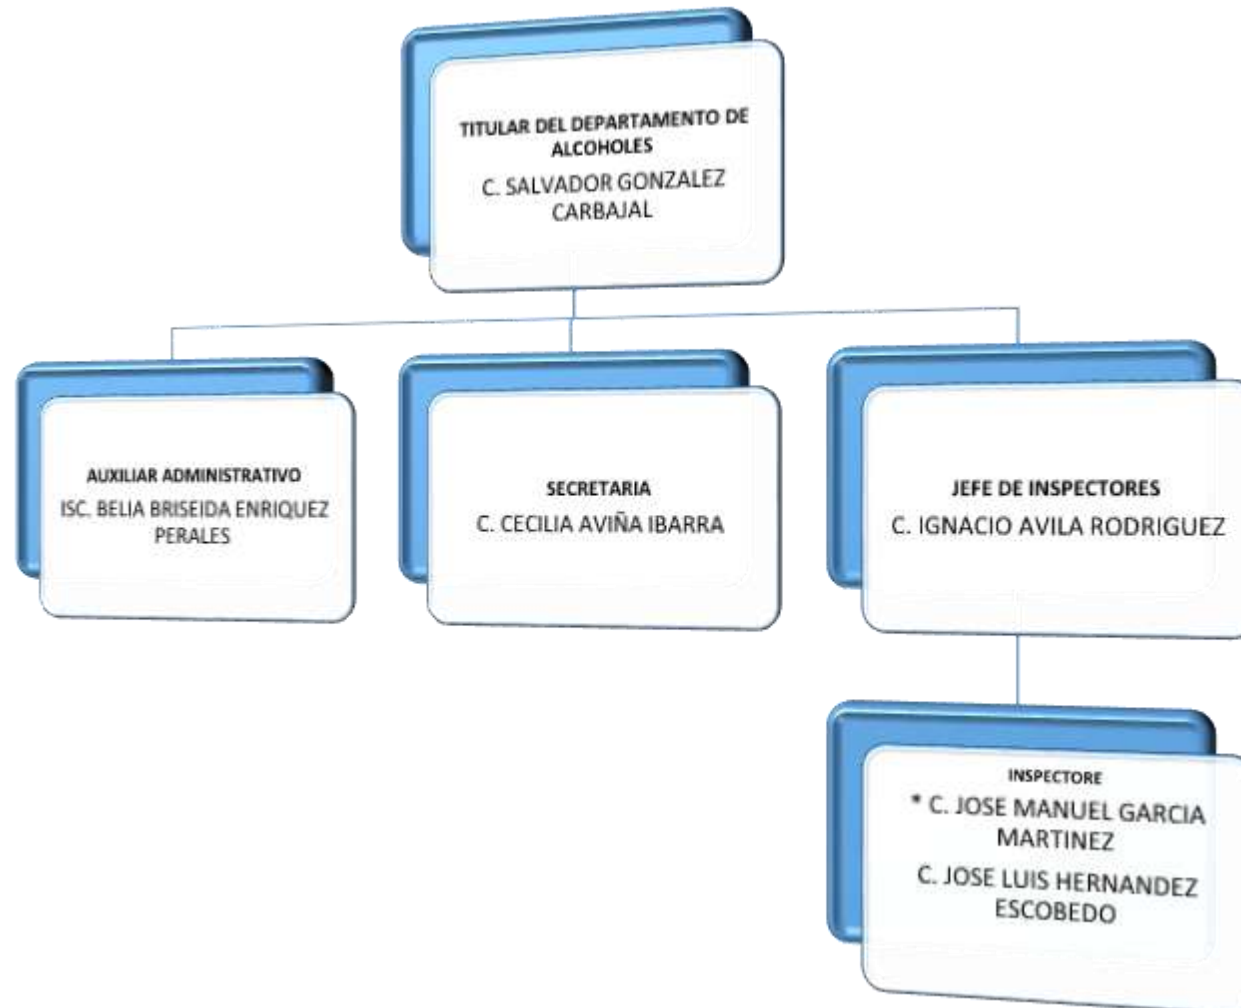 TITULAR DEL DEPARTAMENTO DE
ALCOHOLES
C. SALVADOR GONZALEZ
CARBAJAL
AUXILIAR ADMINISTRATIVO
ISC. BELIA BRISEIDA ENRIQUEZ
PERALES
SECRETARIA
C. CECILIA AVIÑA IBARRA
JEFE DE INSPECTORES
C. IGNACIO AVILA RODRIGUEZ
INSPECTORE
* C. JOSE MANUEL GARCIA
MARTINEZ
C. JOSE LUIS HERNANDEZ
ESCOBEDO